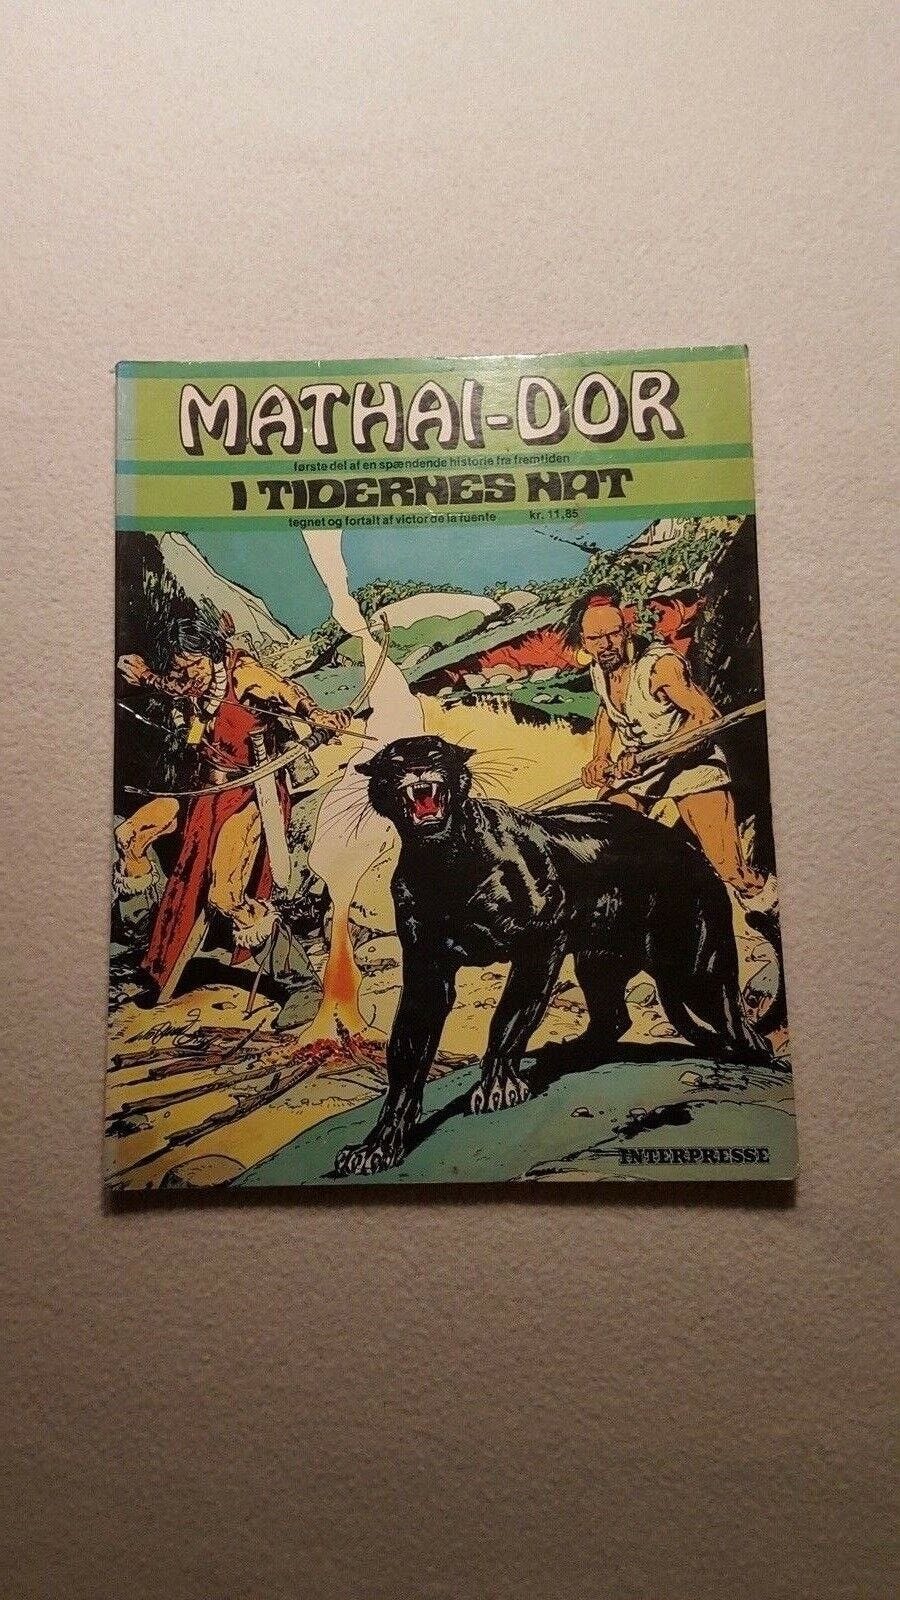 MATHAI-DOR
første del af en spændende historie fra fremtiden
I TIDERNES NAT
tegnet og fortalt af victor de la fuente kr. 11,85
INTERPRESSE